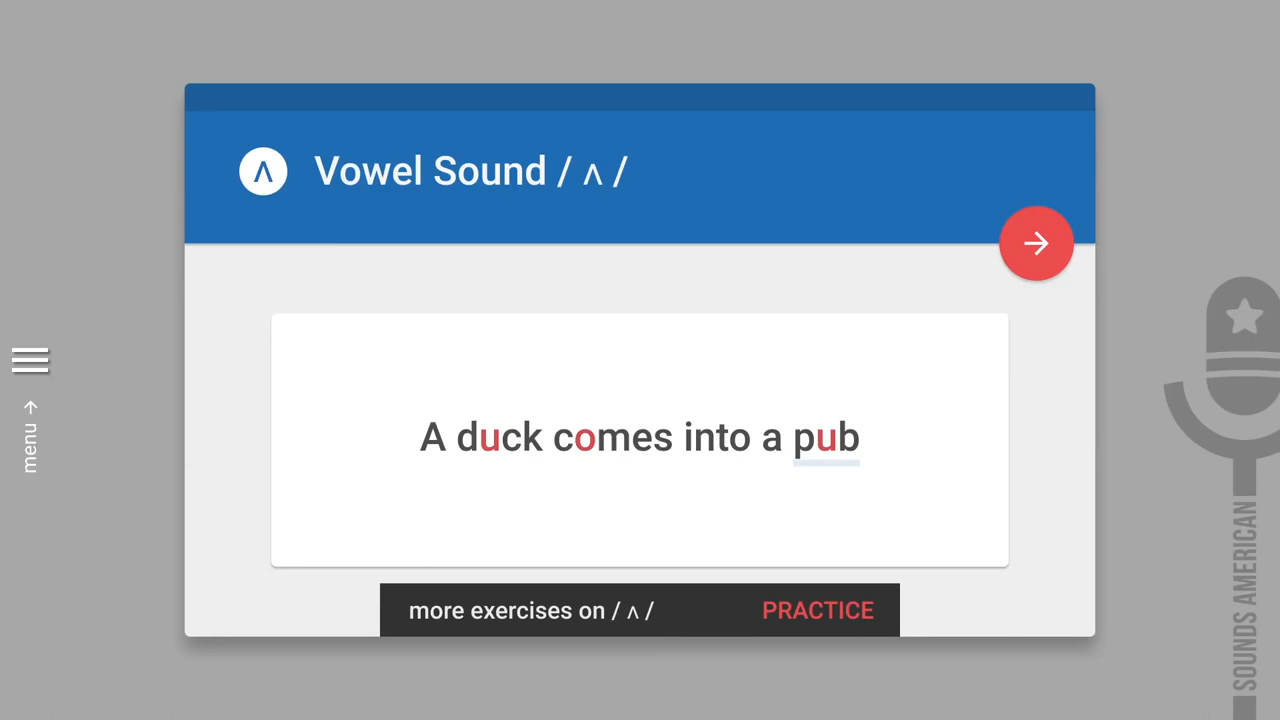 ʌ
Vowel Sound / ʌ /
A duck comes into a pub
more exercises on / ʌ /
PRACTICE
menu
SOUNDS AMERICAN